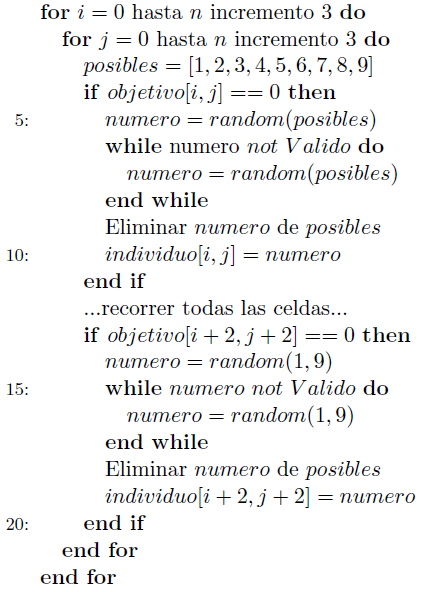 for i = 0 hasta n incremento 3 do
for j = 0 hasta n incremento 3 do
posibles = [1, 2, 3, 4, 5, 6, 7, 8, 9]
if objetivo[i, j] == 0 then
5: numero = random(posibles)
while numero not Valido do
numero = random(posibles)
end while
Eliminar numero de posibles
10: individuo[i, j] = numero
end if
...recorrer todas las celdas...
if objetivo[i + 2, j + 2] == 0 then
numero = random(1, 9)
15: while numero not Valido do
numero = random(1, 9)
end while
Eliminar numero de posibles
individuo[i + 2, j + 2] = numero
20: end if
end for
end for